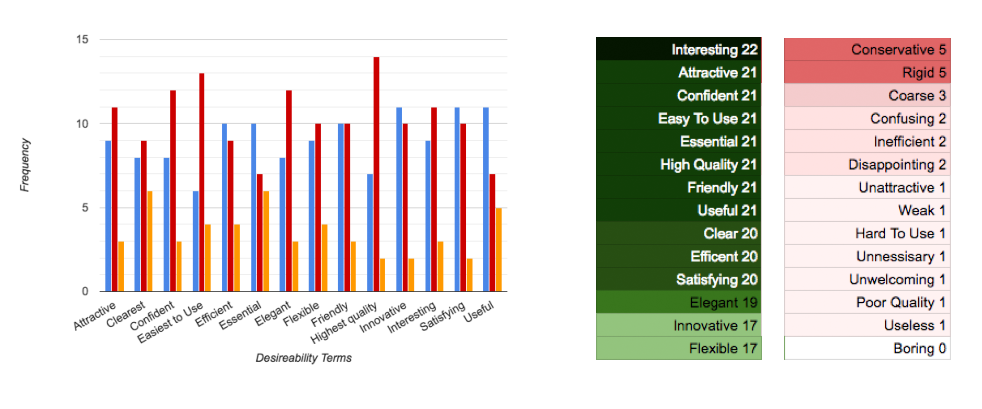 15
10
5
0
Frequency
Attractive
Clearest
Confident
Easiest to Use
Efficient
Essential
Elegant
Flexible
Friendly
Highest quality
Innovative
Interesting
Satisfying
Useful
Desireability Terms
Interesting 22
Attractive 21
Confident 21
Easy To Use 21
Essential 21
High Quality 21
Friendly 21
Useful 21
Clear 20
Efficent 20
Satisfying 20
Elegant 19
Innovative 17
Flexible 17
Conservative 5
Rigid 5
Coarse 3
Confusing 2
Inefficient 2
Disappointing 2
Unattractive 1
Weak 1
Hard To Use 1
Unnessisary 1
Unwelcoming 1
Poor Quality 1
Useless 1
Boring 0